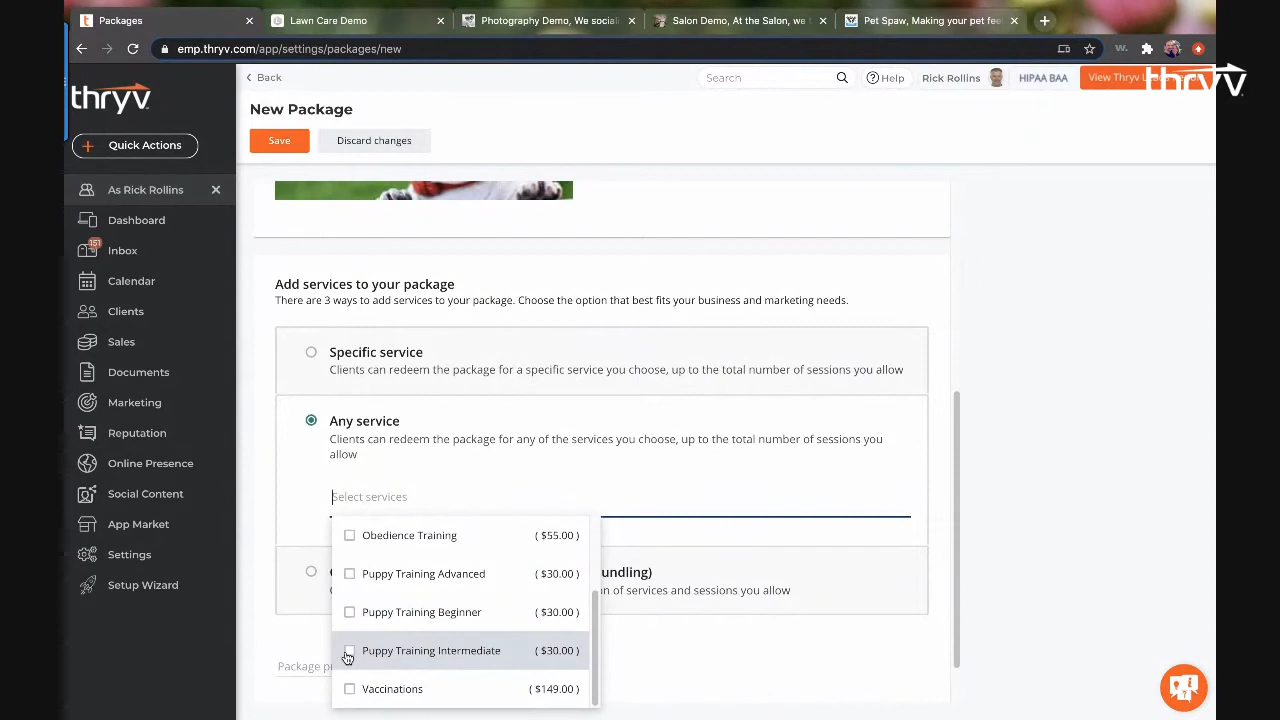 Packages
Lawn Care Demo
Photography Demo, We sociali
Salon Demo, At the Salon, we t
Pet Spaw, Making your pet fee
emp.thryv.com/app/settings/packages/new
thryv
Quick Actions
As Rick Rollins
Dashboard
151
Inbox
Calendar
Clients
Sales
Documents
Marketing
Reputation
Online Presence
Social Content
App Market
Settings
Setup Wizard
Back
Search
Help
Rick Rollins
HIPAA BAA
View Thryv
thryv
New Package
Save
Discard changes
Add services to your package
There are 3 ways to add services to your package. Choose the option that best fits your business and marketing needs.
Specific service
Clients can redeem the package for a specific service you choose, up to the total number of sessions you allow
Any service
Clients can redeem the package for any of the services you choose, up to the total number of sessions you
allow
Select services
Obedience Training ( $55.00 )
Puppy Training Advanced ( $30.00 )
Puppy Training Beginner ( $30.00 )
Puppy Training Intermediate ( $30.00 )
Vaccinations ( $149.00 )
undling)
on of services and sessions you allow
Package p